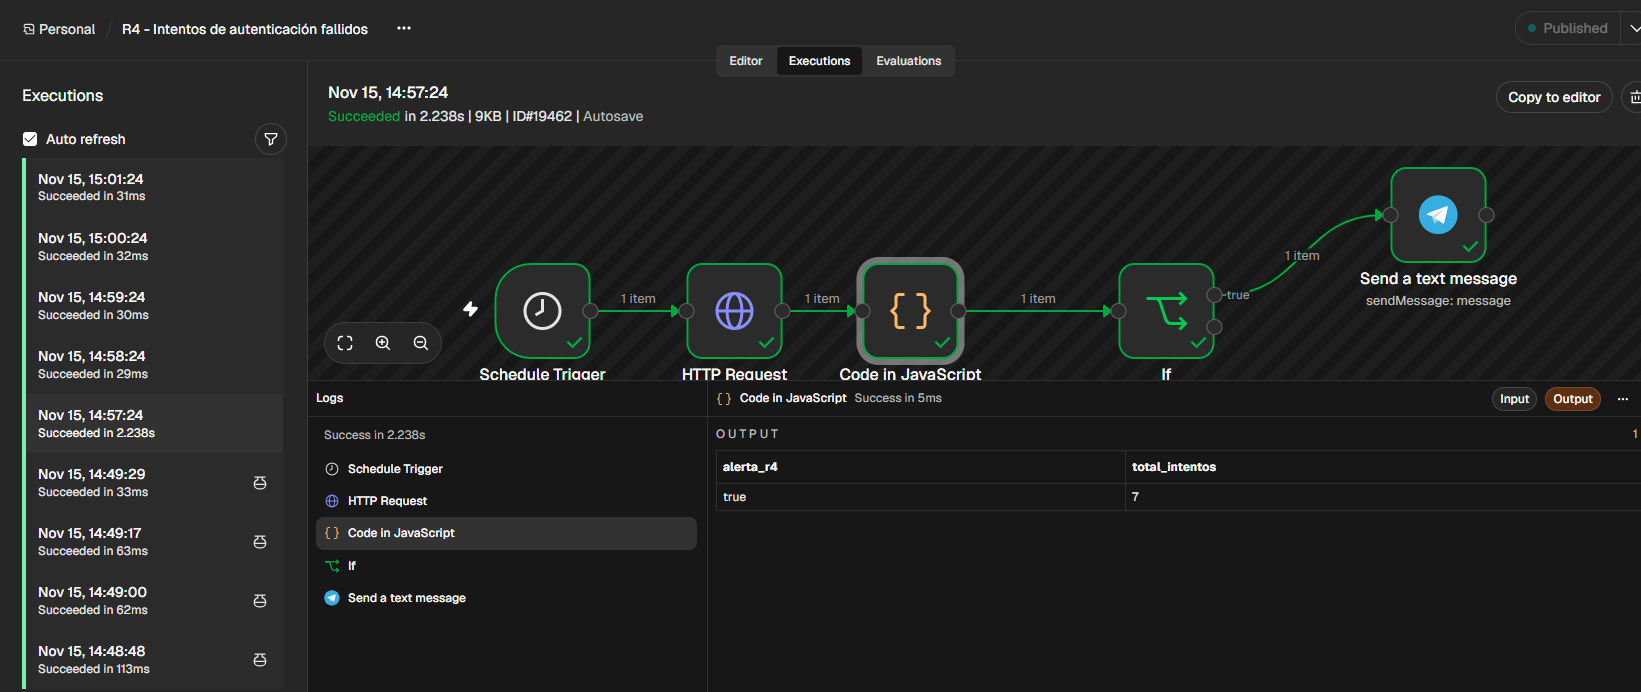 Personal / R4 - Intentos de autenticación fallidos ...
Published
Editor Executions Evaluations
Executions
Auto refresh
Nov 15, 15:01:24
Succeeded in 31ms
Nov 15, 15:00:24
Succeeded in 32ms
Nov 15, 14:59:24
Succeeded in 30ms
Nov 15, 14:58:24
Succeeded in 29ms
Nov 15, 14:57:24
Succeeded in 2.238s
Nov 15, 14:49:29
Succeeded in 33ms
Nov 15, 14:49:17
Succeeded in 63ms
Nov 15, 14:49:00
Succeeded in 62ms
Nov 15, 14:48:48
Succeeded in 113ms
Nov 15, 14:57:24
Succeeded in 2.238s | 9KB | ID#19462 | Autosave
Copy to editor
1 item
1 item
1 item
true
1 item
Schedule Trigger
HTTP Request
Code in JavaScript
If
Send a text message
sendMessage: message
Logs
Success in 2.238s
Schedule Trigger
HTTP Request
{ } Code in JavaScript
If
Send a text message
{ } Code in JavaScript Success in 5ms
Input Output ...
OUTPUT
1
alerta_r4 total_intentos
true 7